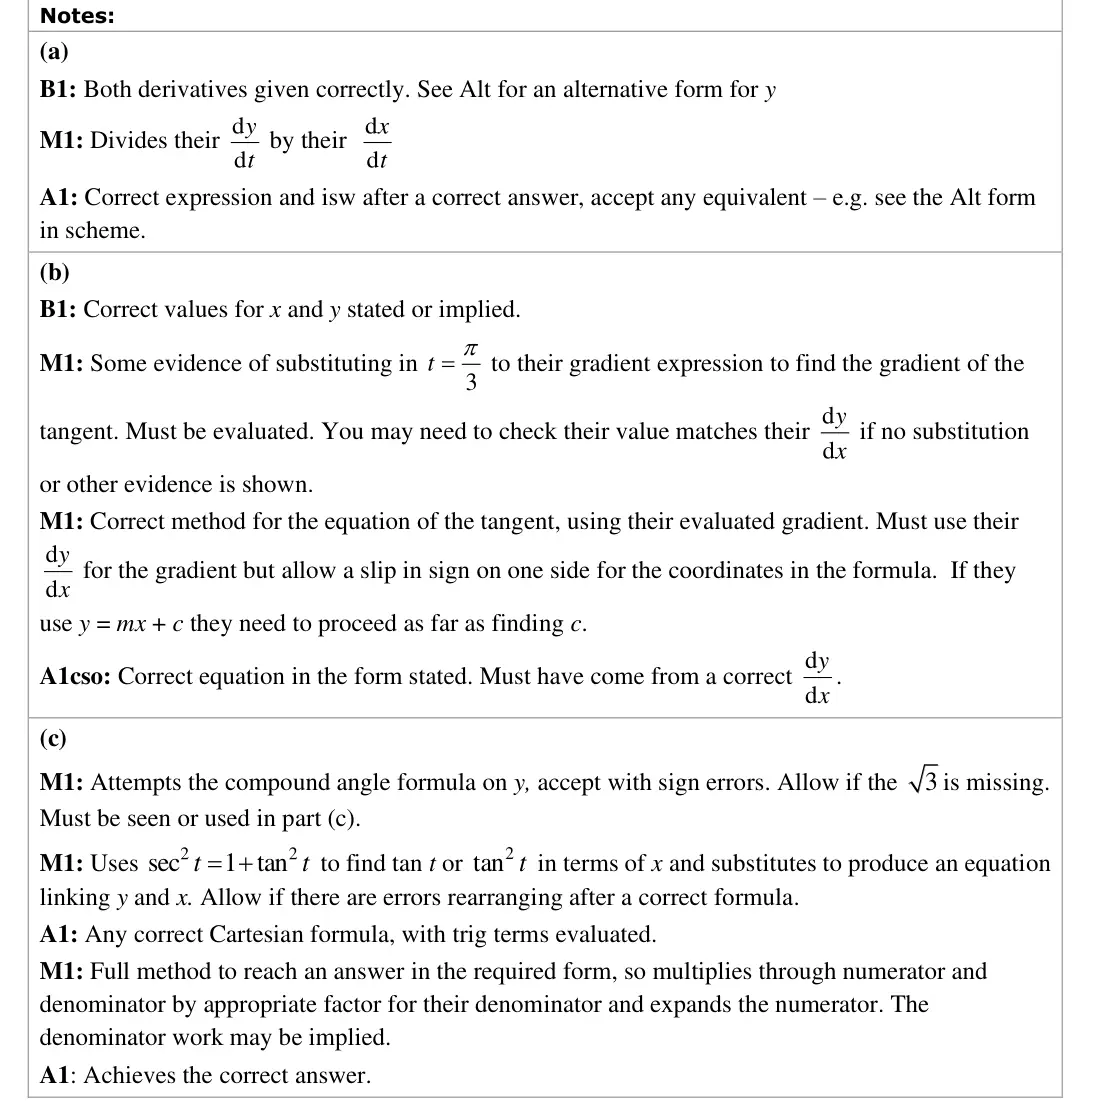 Notes:
(a)
B1: Both derivatives given correctly. See Alt for an alternative form for y
M1: Divides their dy/dt by their dx/dt
A1: Correct expression and isw after a correct answer, accept any equivalent – e.g. see the Alt form
in scheme.
(b)
B1: Correct values for x and y stated or implied.
M1: Some evidence of substituting in t = π/3 to their gradient expression to find the gradient of the
tangent. Must be evaluated. You may need to check their value matches their dy/dx if no substitution
or other evidence is shown.
M1: Correct method for the equation of the tangent, using their evaluated gradient. Must use their
dy/dx for the gradient but allow a slip in sign on one side for the coordinates in the formula. If they
use y = mx + c they need to proceed as far as finding c.
A1cso: Correct equation in the form stated. Must have come from a correct dy/dx.
(c)
M1: Attempts the compound angle formula on y, accept with sign errors. Allow if the √3 is missing.
Must be seen or used in part (c).
M1: Uses sec² t = 1 + tan² t to find tan t or tan² t in terms of x and substitutes to produce an equation
linking y and x. Allow if there are errors rearranging after a correct formula.
A1: Any correct Cartesian formula, with trig terms evaluated.
M1: Full method to reach an answer in the required form, so multiplies through numerator and
denominator by appropriate factor for their denominator and expands the numerator. The
denominator work may be implied.
A1: Achieves the correct answer.